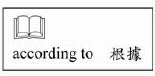 according to 根據